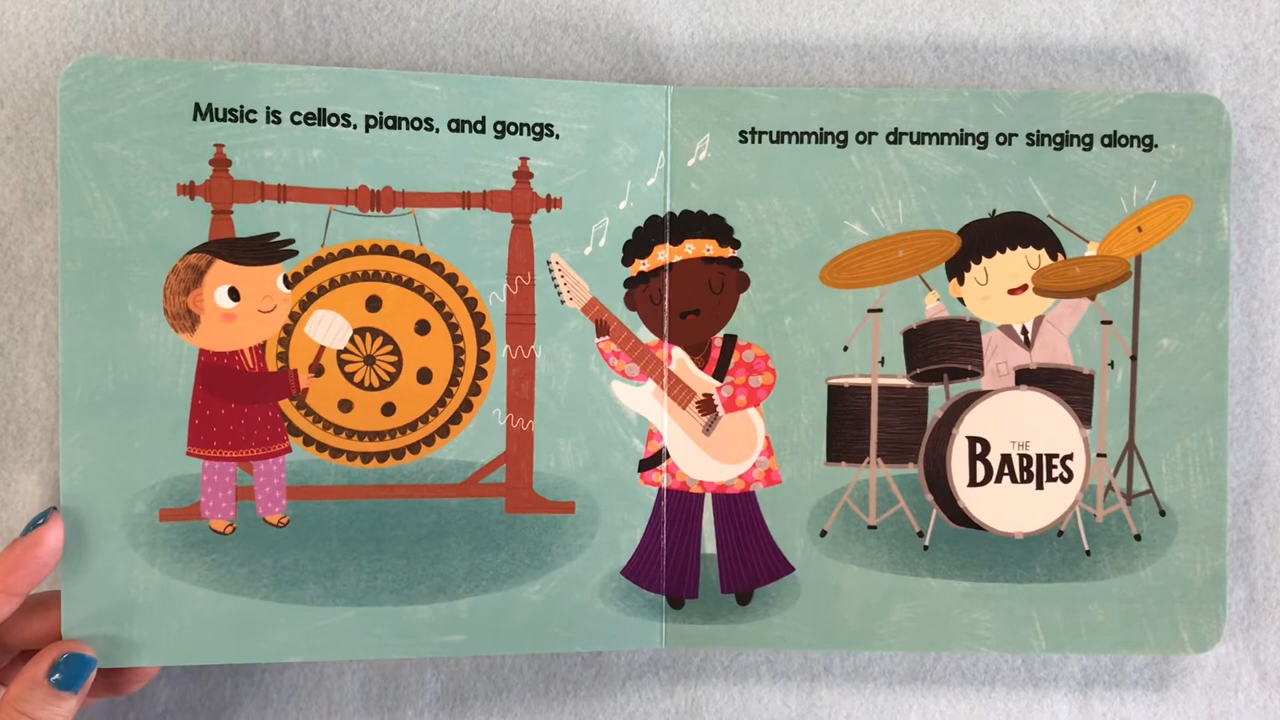 Music is cellos, pianos, and gongs,
strumming or drumming or singing along.
THE
BABIES